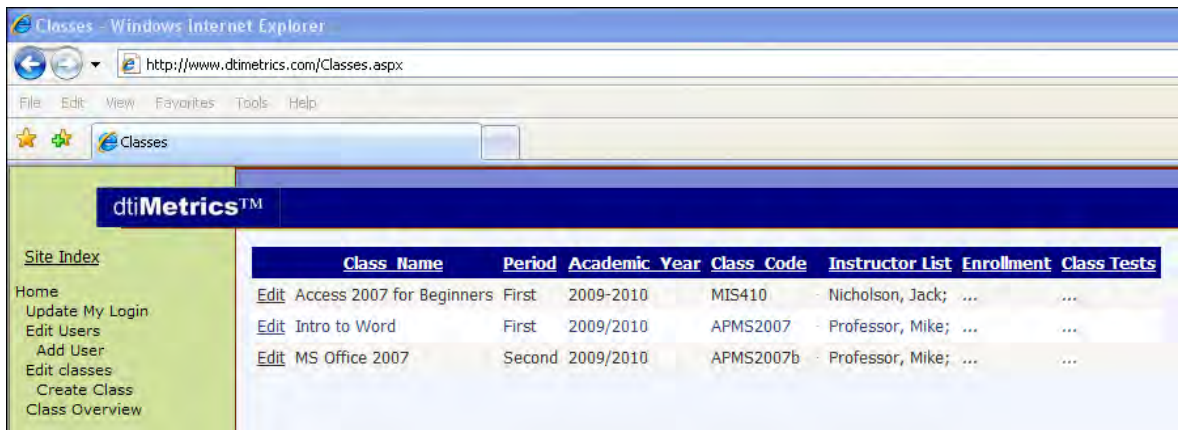 Classes - Windows Internet Explorer
http://www.dtimetrics.com/Classes.aspx
File Edit View Favorites Tools Help
Classes
dtiMetrics™
Site Index
Home
Update My Login
Edit Users
Add User
Edit classes
Create Class
Class Overview
Class Name Period Academic Year Class Code Instructor List Enrollment Class Tests
Edit Access 2007 for Beginners First 2009-2010 MIS410 Nicholson, Jack; ... ...
Edit Intro to Word First 2009/2010 APMS2007 Professor, Mike; ... ...
Edit MS Office 2007 Second 2009/2010 APMS2007b Professor, Mike; ... ...